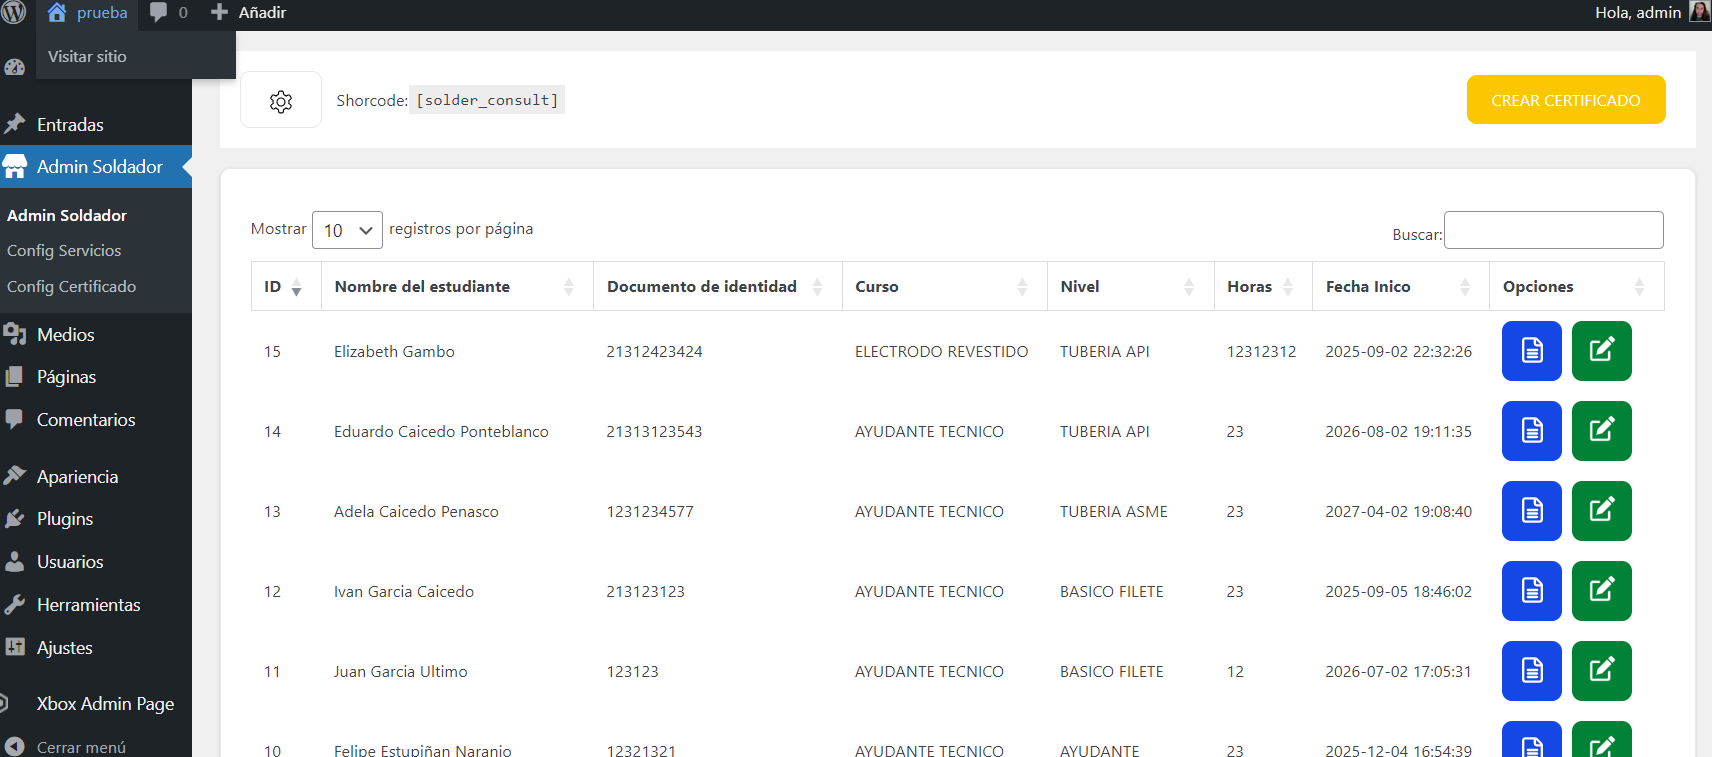 prueba 0 Añadir Hola, admin
Visitar sitio
Entradas
Admin Soldador
Admin Soldador
Config Servicios
Config Certificado
Medios
Páginas
Comentarios
Apariencia
Plugins
Usuarios
Herramientas
Ajustes
Xbox Admin Page
Cerrar menú
Shorcode: [solder_consult] CREAR CERTIFICADO
Mostrar 10 registros por página Buscar:
ID Nombre del estudiante Documento de identidad Curso Nivel Horas Fecha Inico Opciones
15 Elizabeth Gambo 21312423424 ELECTRODO REVESTIDO TUBERIA API 12312312 2025-09-02 22:32:26
14 Eduardo Caicedo Ponteblanco 21313123543 AYUDANTE TECNICO TUBERIA API 23 2026-08-02 19:11:35
13 Adela Caicedo Penasco 1231234577 AYUDANTE TECNICO TUBERIA ASME 23 2027-04-02 19:08:40
12 Ivan Garcia Caicedo 213123123 AYUDANTE TECNICO BASICO FILETE 23 2025-09-05 18:46:02
11 Juan Garcia Ultimo 123123 AYUDANTE TECNICO BASICO FILETE 12 2026-07-02 17:05:31
10 Felipe Estupiñan Naranjo 12321321 AYUDANTE TECNICO AYUDANTE 23 2025-12-04 16:54:39